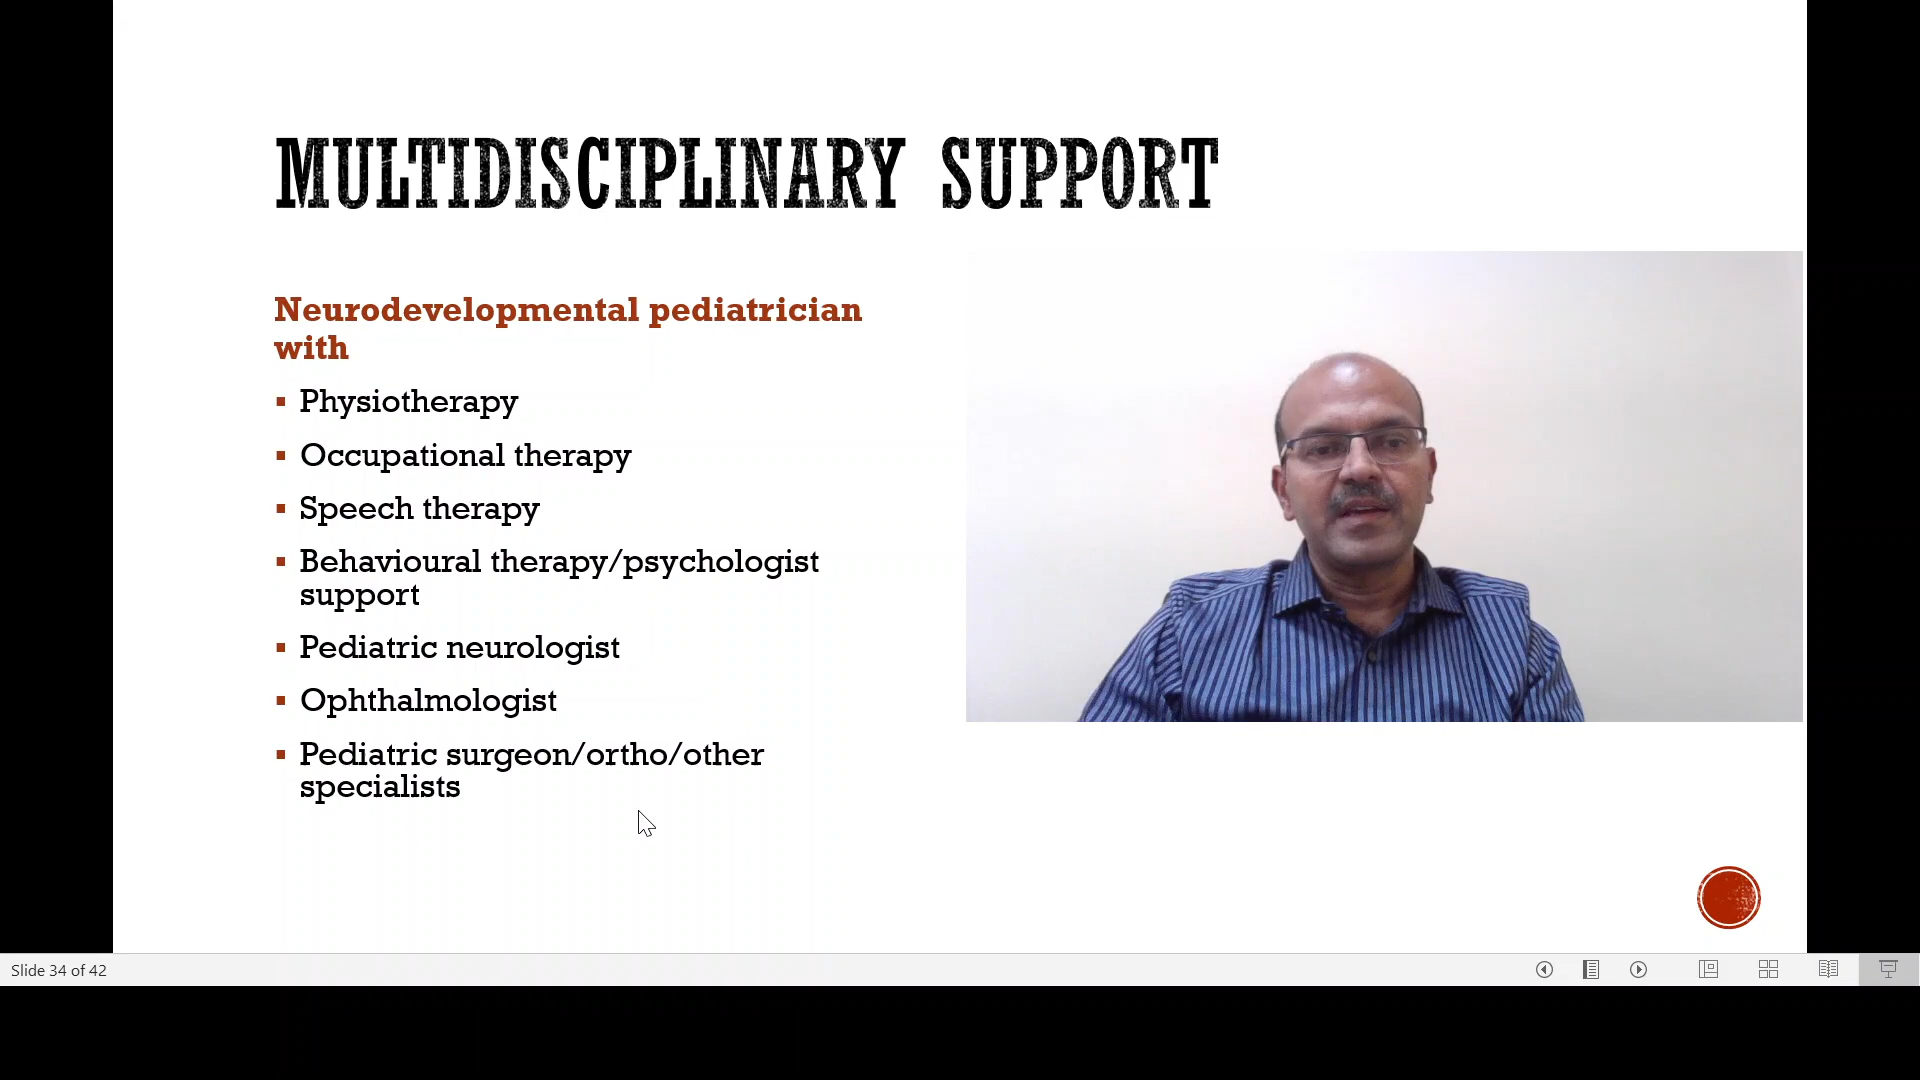 MULTIDISCIPLINARY SUPPORT
Neurodevelopmental pediatrician
with
▪ Physiotherapy
▪ Occupational therapy
▪ Speech therapy
▪ Behavioural therapy/psychologist
support
▪ Pediatric neurologist
▪ Ophthalmologist
▪ Pediatric surgeon/ortho/other
specialists
Slide 34 of 42